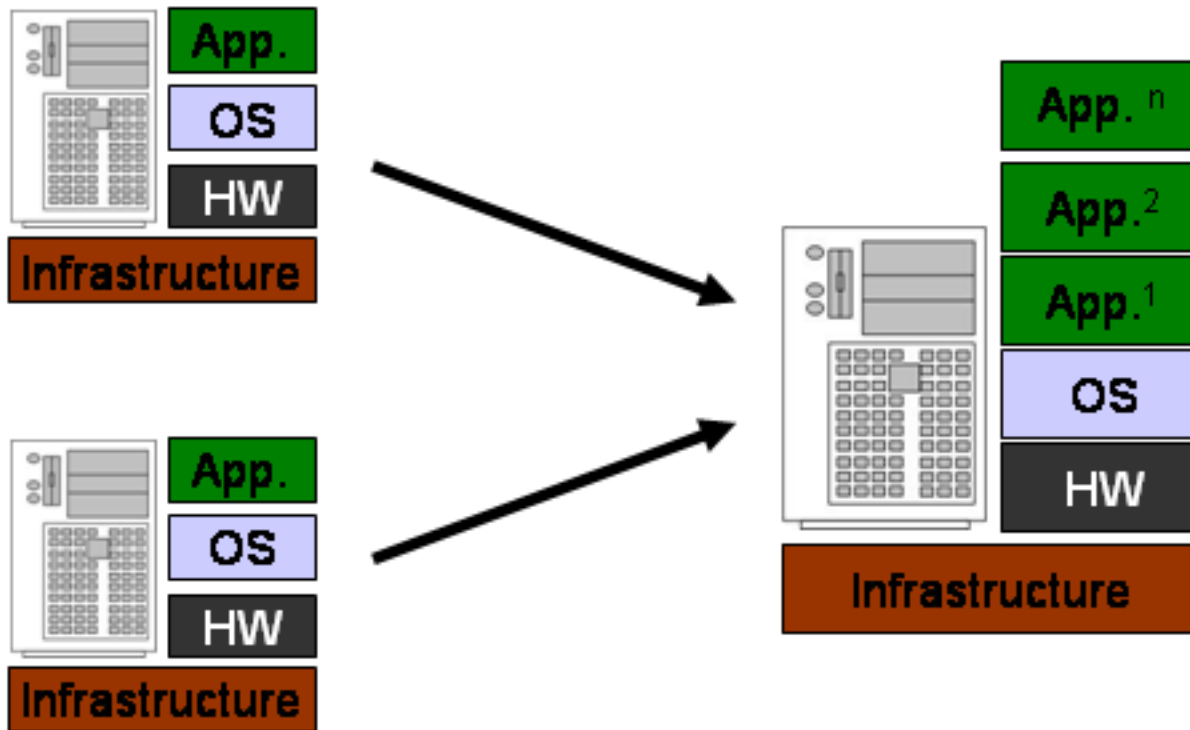 App.
OS
HW
Infrastructure
App.
OS
HW
Infrastructure
App. n
App.2
App.1
OS
HW
Infrastructure